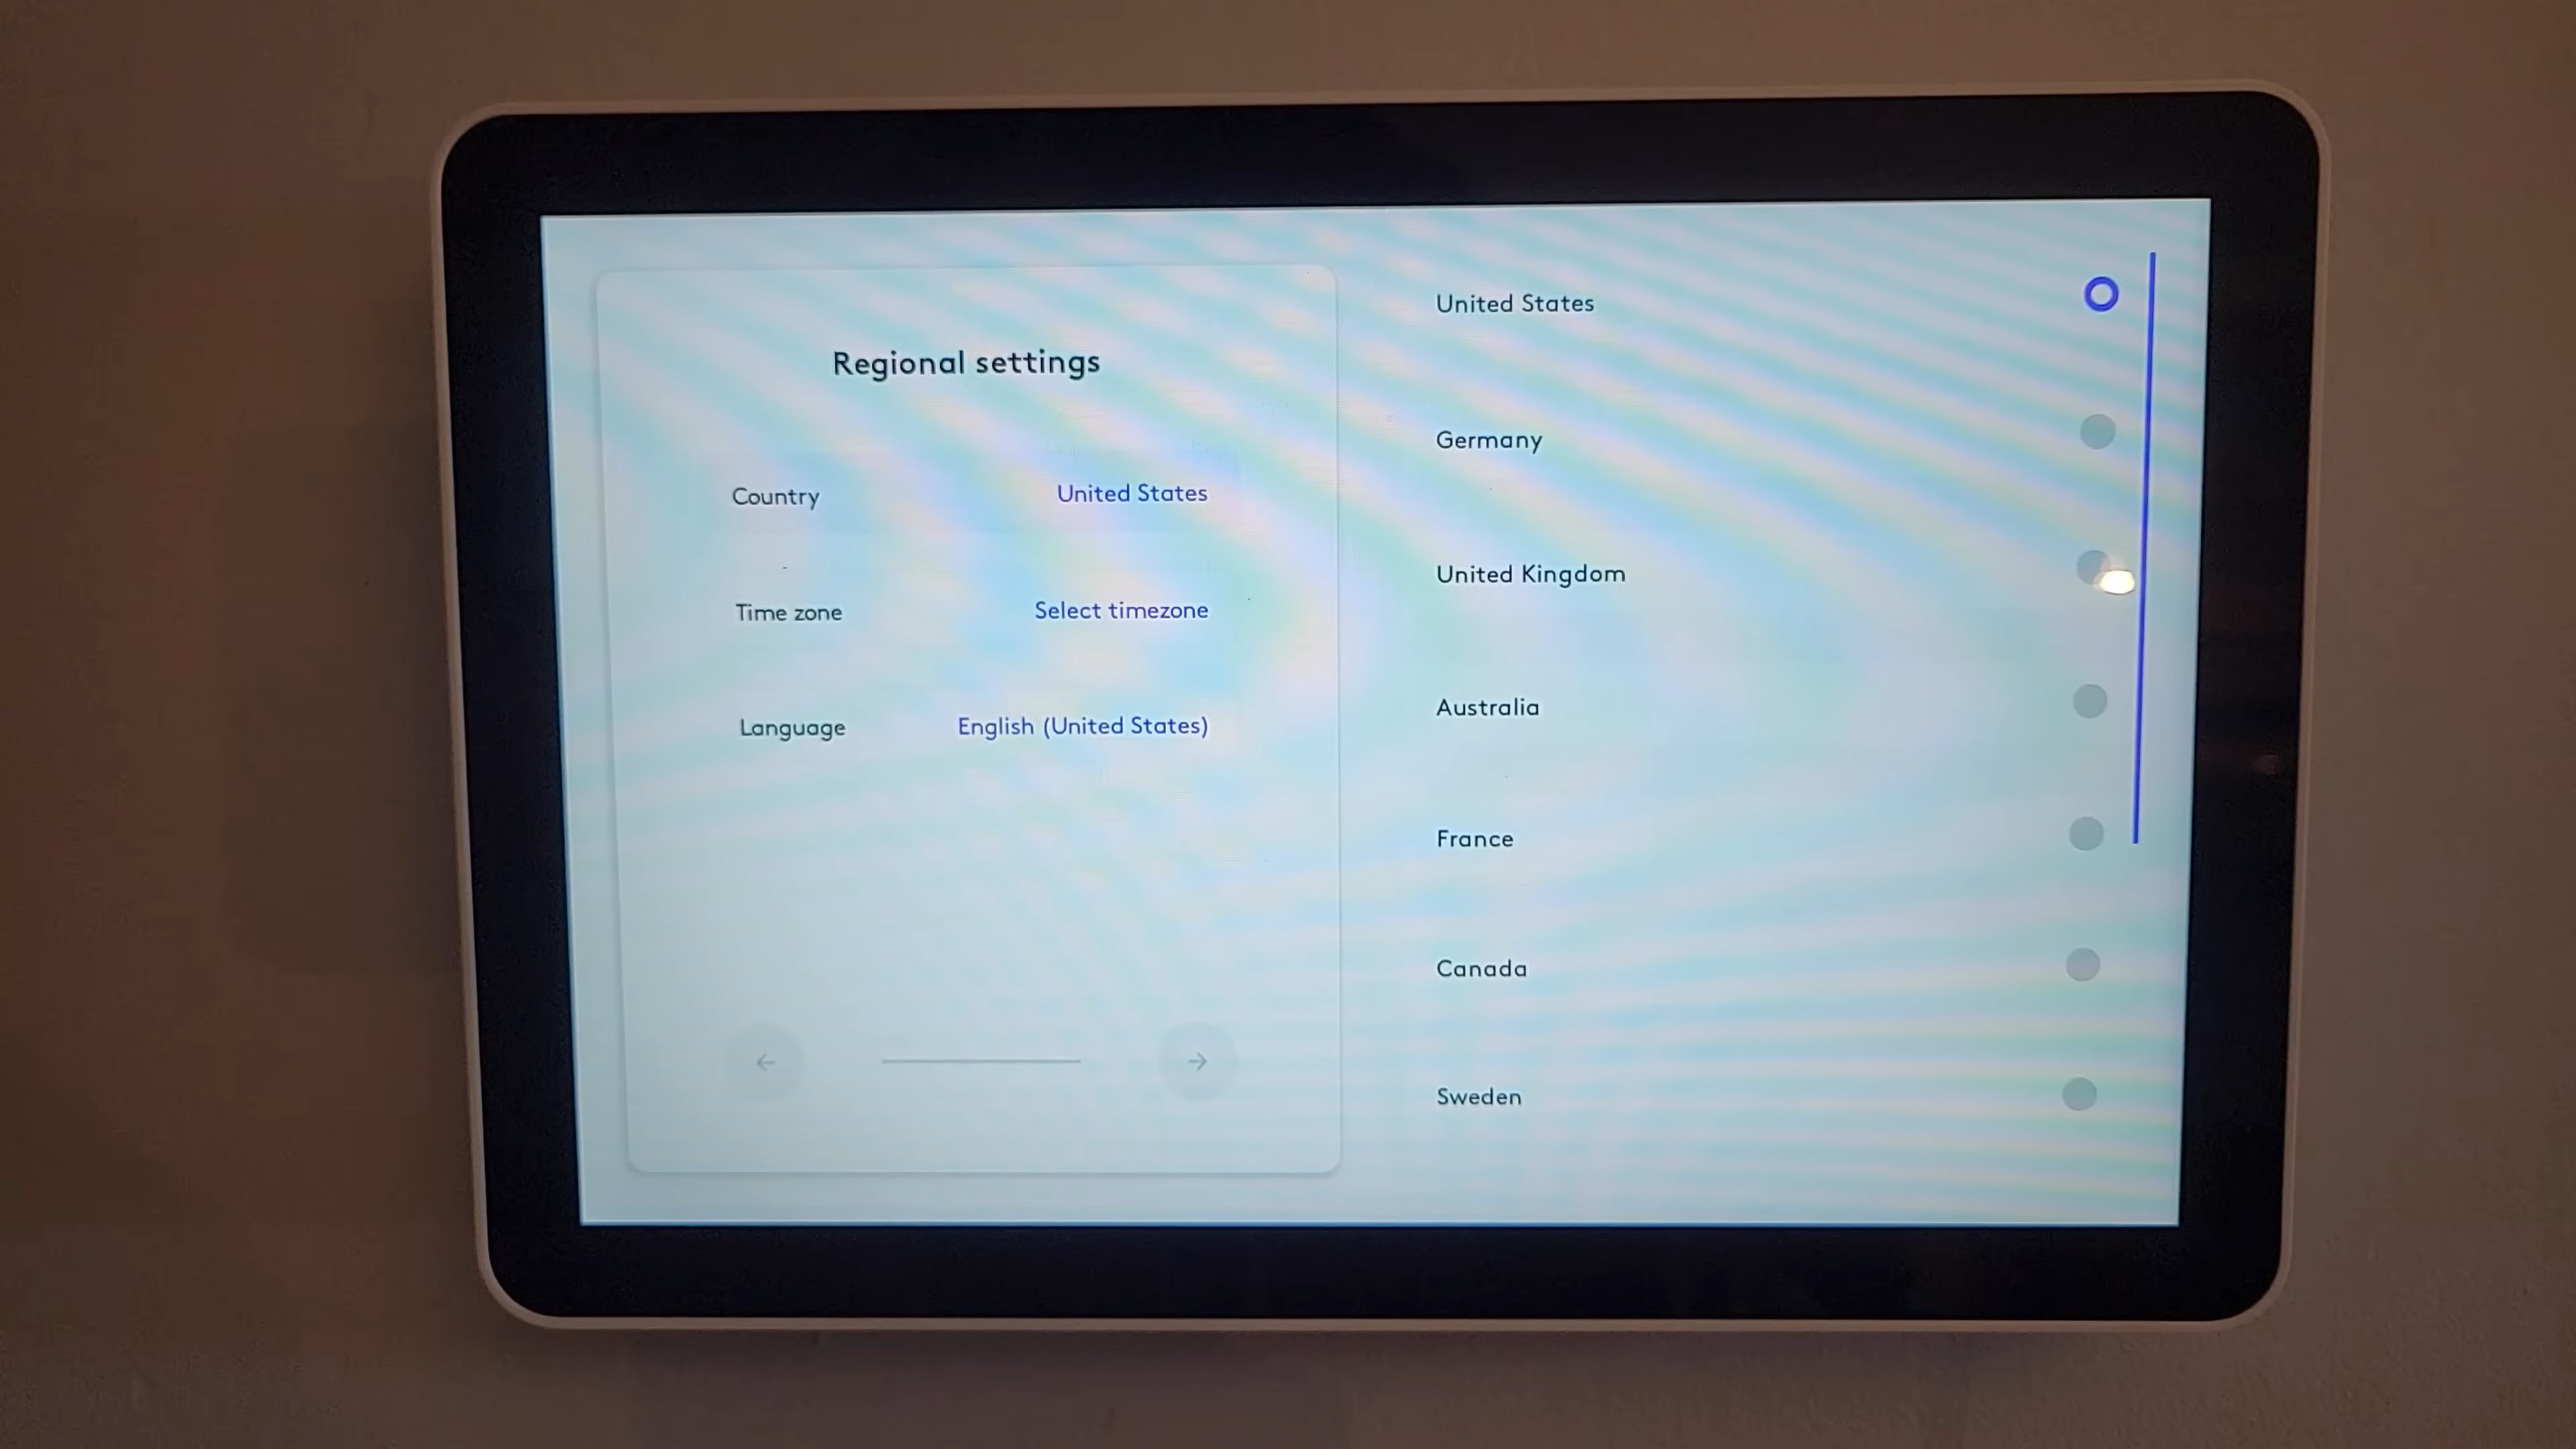 Regional settings
Country United States
Time zone Select timezone
Language English (United States)
United States
Germany
United Kingdom
Australia
France
Canada
Sweden